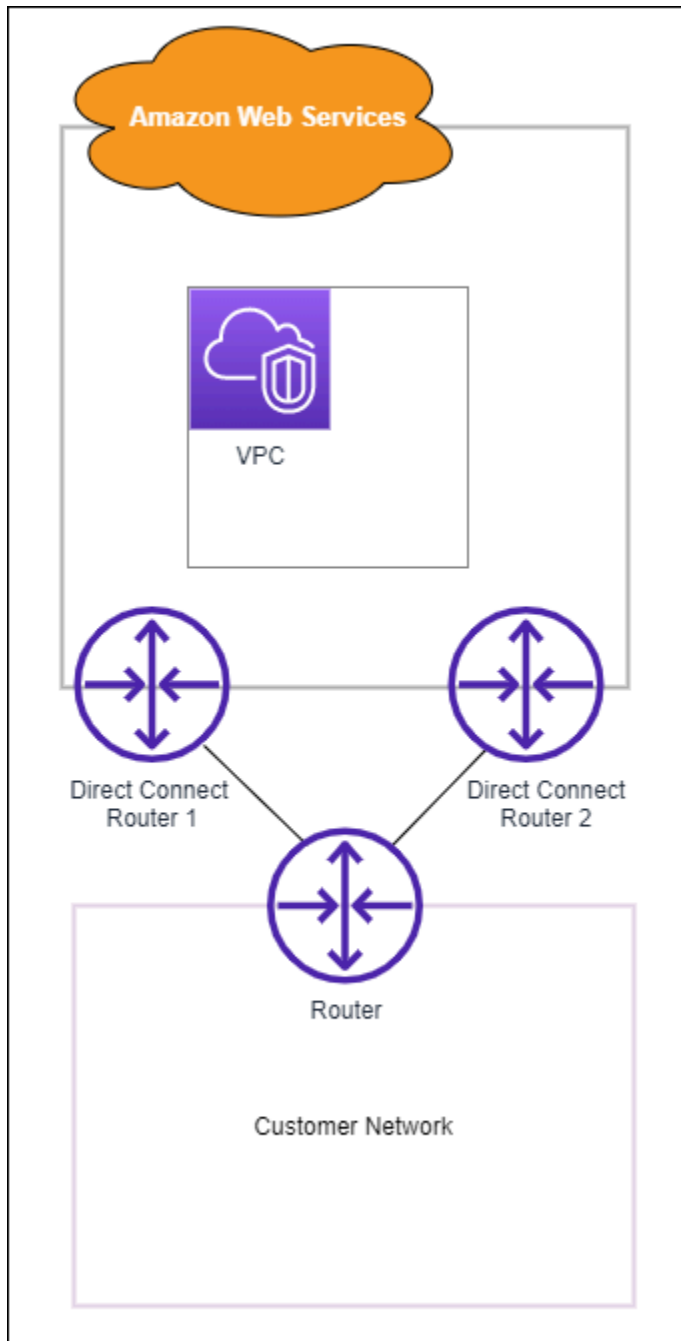 Amazon Web Services
VPC
Direct Connect
Router 1
Direct Connect
Router 2
Router
Customer Network